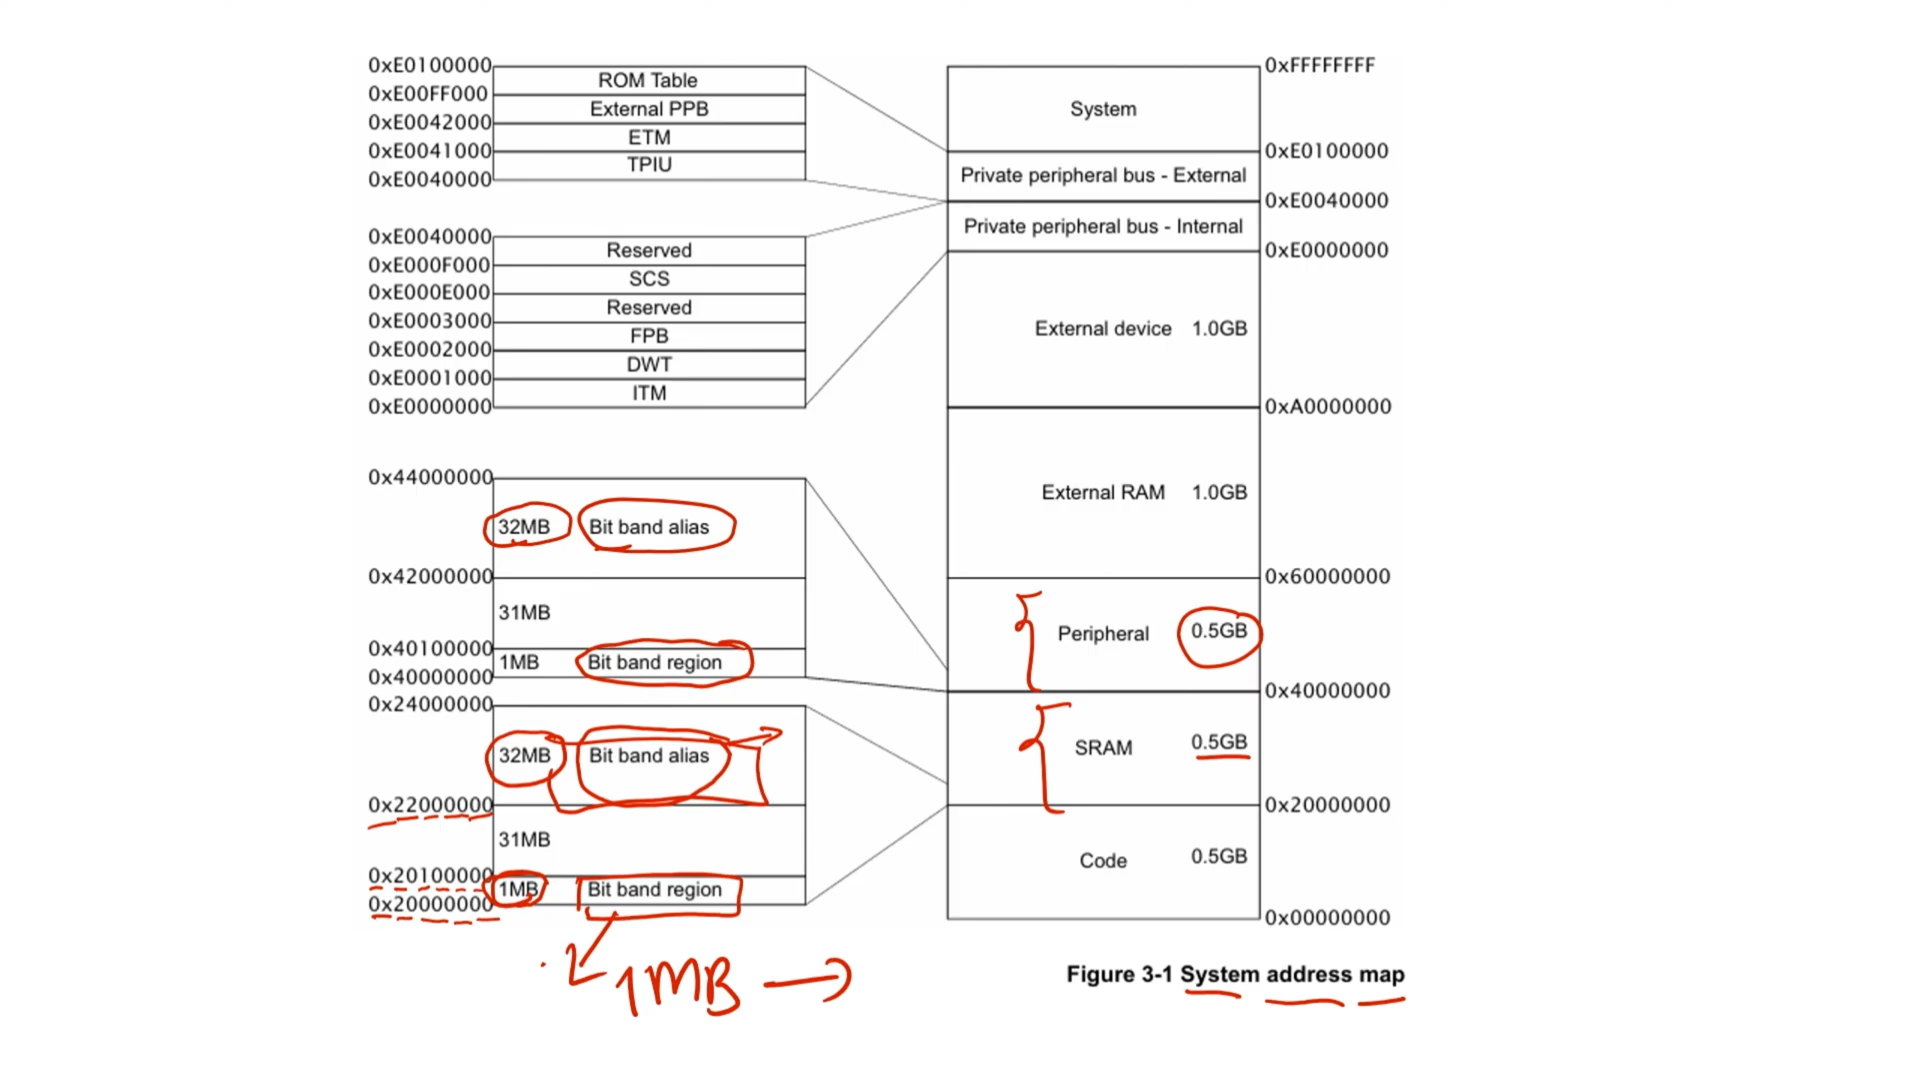 0xE0100000
ROM Table
0xE00FF000
External PPB
0xE0042000
ETM
0xE0041000
TPIU
0xE0040000
0xE0040000
Reserved
0xE000F000
SCS
0xE000E000
Reserved
0xE0003000
FPB
0xE0002000
DWT
0xE0001000
ITM
0xE0000000
0x44000000
32MB Bit band alias
0x42000000
31MB
0x40100000
1MB Bit band region
0x40000000
0x24000000
32MB Bit band alias
0x22000000
31MB
0x20100000
1MB Bit band region
0x20000000
1MB
0xFFFFFFFF
System
0xE0100000
Private peripheral bus - External
0xE0040000
Private peripheral bus - Internal
0xE0000000
External device 1.0GB
0xA0000000
External RAM 1.0GB
0x60000000
Peripheral 0.5GB
0x40000000
SRAM 0.5GB
0x20000000
Code 0.5GB
0x00000000
Figure 3-1 System address map